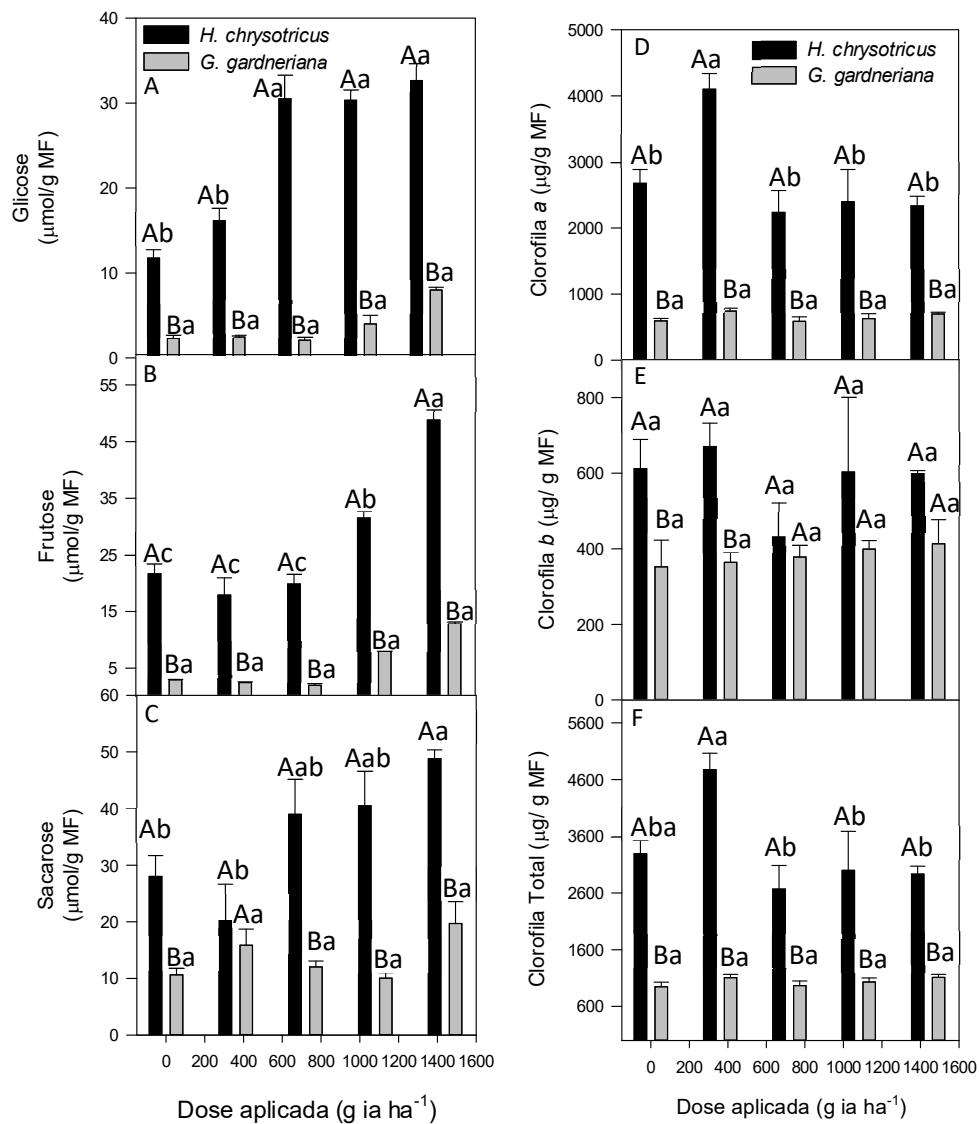 H. chrysotricus
G. gardneriana
A
Glicose
(μmol/g MF)
40
30
20
10
0
Ab
Ba
Ab
Ba
Aa
Ba
Aa
Ba
Aa
Ba
B
Frutose
(μmol/g MF)
55
45
35
25
15
5
Ac
Ba
Ac
Ba
Ac
Ba
Ab
Ba
Aa
Ba
C
Sacarose
(μmol/g MF)
60
50
40
30
20
10
0
Ab
Ba
Ab
Aa
Aab
Ba
Aab
Ba
Aa
Ba
0 200 400 600 800 1000 1200 1400 1600
Dose aplicada (g ia ha-1)
D
H. chrysotricus
G. gardneriana
Clorofila a (μg/g MF)
5000
4000
3000
2000
1000
0
Ab
Ba
Aa
Ba
Ab
Ba
Ab
Ba
Ab
Ba
E
Clorofila b (μg/ g MF)
800
600
400
200
0
Aa
Ba
Aa
Ba
Aa
Aa
Aa
Aa
Aa
Aa
F
Clorofila Total (μg/ g MF)
5600
4600
3600
2600
1600
600
Aba
Ba
Aa
Ba
Ab
Ba
Ab
Ba
Ab
Ba
0 200 400 600 800 1000 1200 1400 1600
Dose aplicada (g ia ha-1)